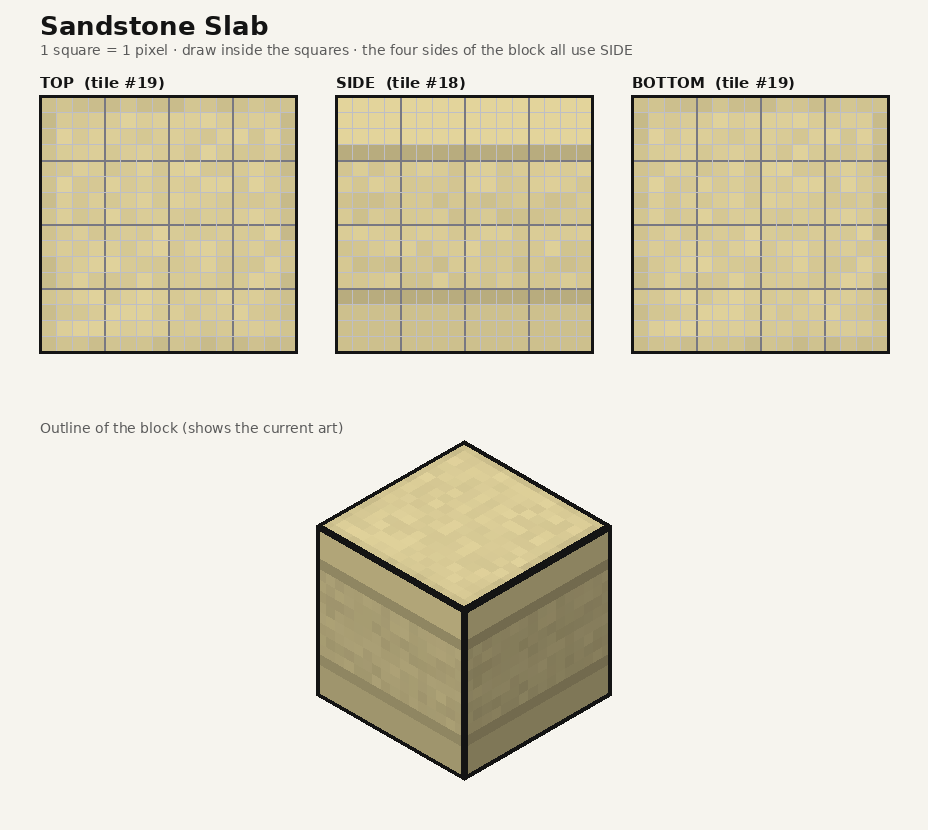 Sandstone Slab
1 square = 1 pixel · draw inside the squares · the four sides of the block all use SIDE
TOP (tile #19)
SIDE (tile #18)
BOTTOM (tile #19)
Outline of the block (shows the current art)